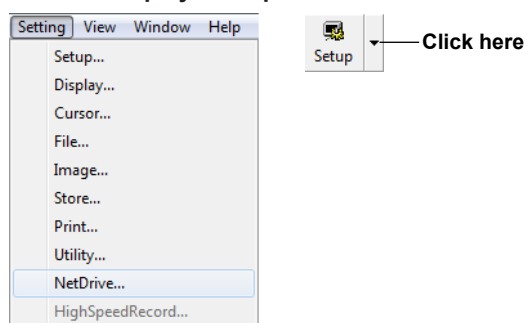 Setting View Window Help
Setup...
Display...
Cursor...
File...
Image...
Store...
Print...
Utility...
NetDrive...
HighSpeedRecord...
Setup
Click here